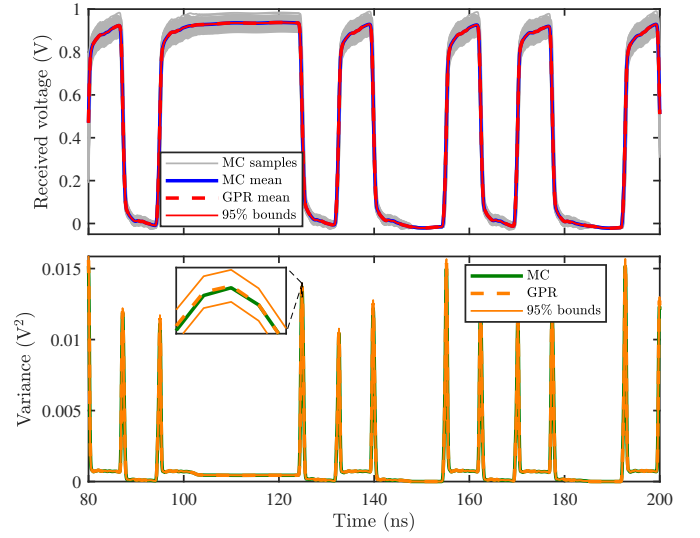 1
0.8
0.6
0.4
0.2
0
Received voltage (V)
MC samples
MC mean
GPR mean
95% bounds
0.015
0.01
0.005
0
Variance (V²)
MC
GPR
95% bounds
80
100
120
140
160
180
200
Time (ns)